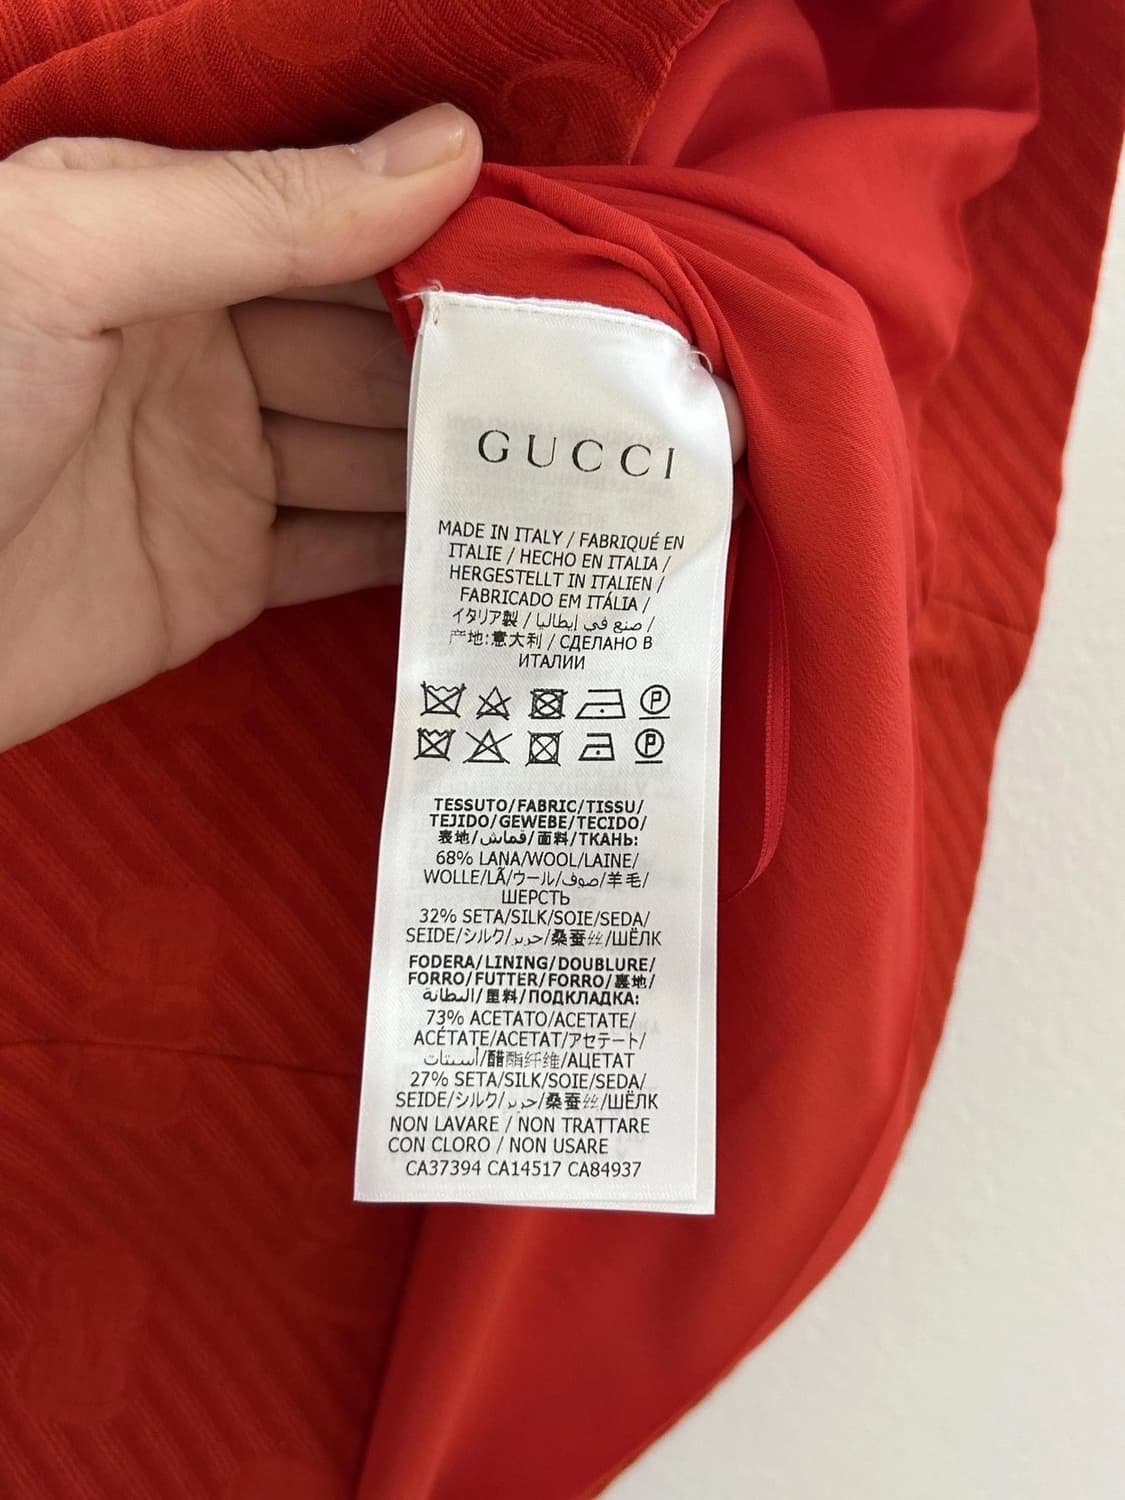 GUCCI
MADE IN ITALY / FABRIQUÉ EN
ITALIE / HECHO EN ITALIA /
HERGESTELLT IN ITALIEN /
FABRICADO EM ITÁLIA /
イタリア製 / صنع في إيطاليا /
产地:意大利 / СДЕЛАНО В
ИТАЛИИ
P
P
TESSUTO/FABRIC/TISSU/
TEJIDO/GEWEBE/TECIDO/
表地/قماش/面料/ТКАНЬ:
68% LANA/WOOL/LAINE/
WOLLE/LÃ/ウール/صوف/羊毛/
ШЕРСТЬ
32% SETA/SILK/SOIE/SEDA/
SEIDE/シルク/حرير/桑蚕丝/ШЁЛК
FODERA/LINING/DOUBLURE/
FORRO/FUTTER/FORRO/裏地/
البطانة/里料/ПОДКЛАДКА:
73% ACETATO/ACETATE/
ACÉTATE/ACETAT/アセテート/
أسيتات/醋酯纤维/АЦЕТАТ
27% SETA/SILK/SOIE/SEDA/
SEIDE/シルク/حرير/桑蚕丝/ШЁЛК
NON LAVARE / NON TRATTARE
CON CLORO / NON USARE
CA37394 CA14517 CA84937